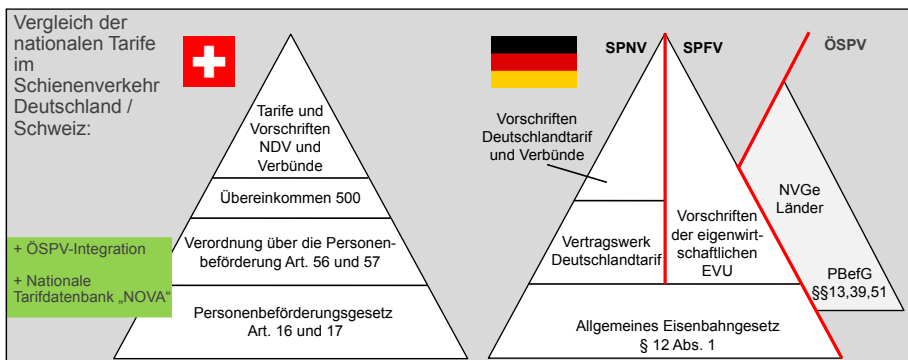 Vergleich der
nationalen Tarife
im
Schienenverkehr
Deutschland /
Schweiz:
+ ÖSPV-Integration
+ Nationale
Tarifdatenbank „NOVA“
Tarife und
Vorschriften
NDV und
Verbünde
Übereinkommen 500
Verordnung über die Personen-
beförderung Art. 56 und 57
Personenbeförderungsgesetz
Art. 16 und 17
SPNV
SPFV
ÖSPV
Vorschriften
Deutschlandtarif
und Verbünde
Vertragswerk
Deutschlandtarif
Vorschriften
der eigenwirt-
schaftlichen
EVU
Allgemeines Eisenbahngesetz
§ 12 Abs. 1
NVGe
Länder
PBefG
§§13,39,51